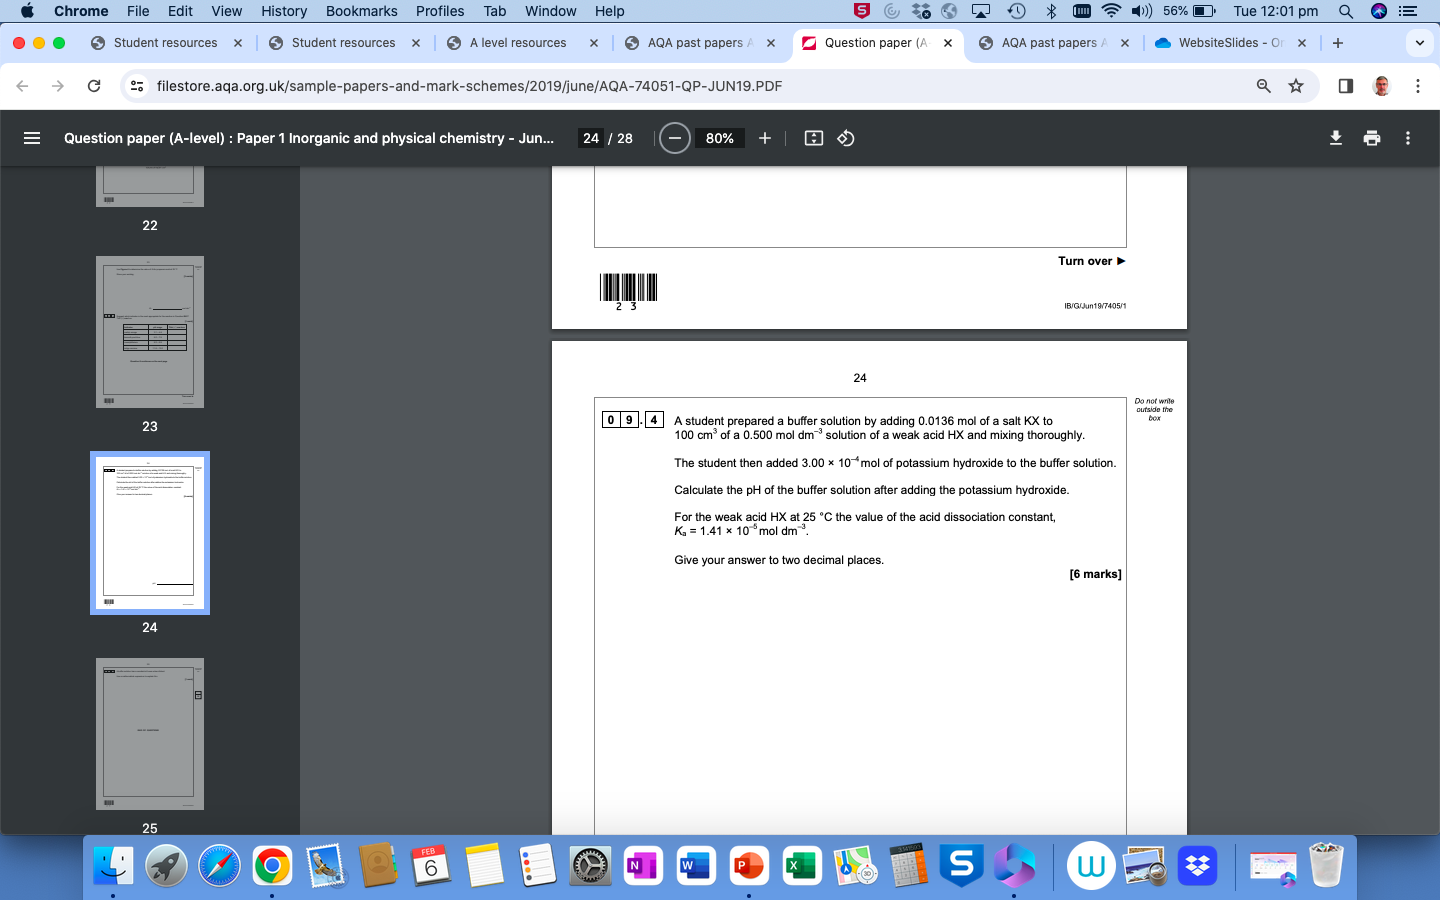 Chrome File Edit View History Bookmarks Profiles Tab Window Help 56% Tue 12:01 pm
Student resources Student resources A level resources AQA past papers A Question paper (A- AQA past papers A WebsiteSlides - Or
filestore.aqa.org.uk/sample-papers-and-mark-schemes/2019/june/AQA-74051-QP-JUN19.PDF
Question paper (A-level) : Paper 1 Inorganic and physical chemistry - Jun... 24 / 28 80%
22
23
24
25
Turn over ►
2 3
IB/G/Jun19/7405/1
24
Do not write
outside the
box
0 9 . 4 A student prepared a buffer solution by adding 0.0136 mol of a salt KX to
100 cm³ of a 0.500 mol dm⁻³ solution of a weak acid HX and mixing thoroughly.
The student then added 3.00 × 10⁻⁴ mol of potassium hydroxide to the buffer solution.
Calculate the pH of the buffer solution after adding the potassium hydroxide.
For the weak acid HX at 25 °C the value of the acid dissociation constant,
Kₐ = 1.41 × 10⁻⁵ mol dm⁻³.
Give your answer to two decimal places.
[6 marks]
FEB
6
N W P X 3D S W